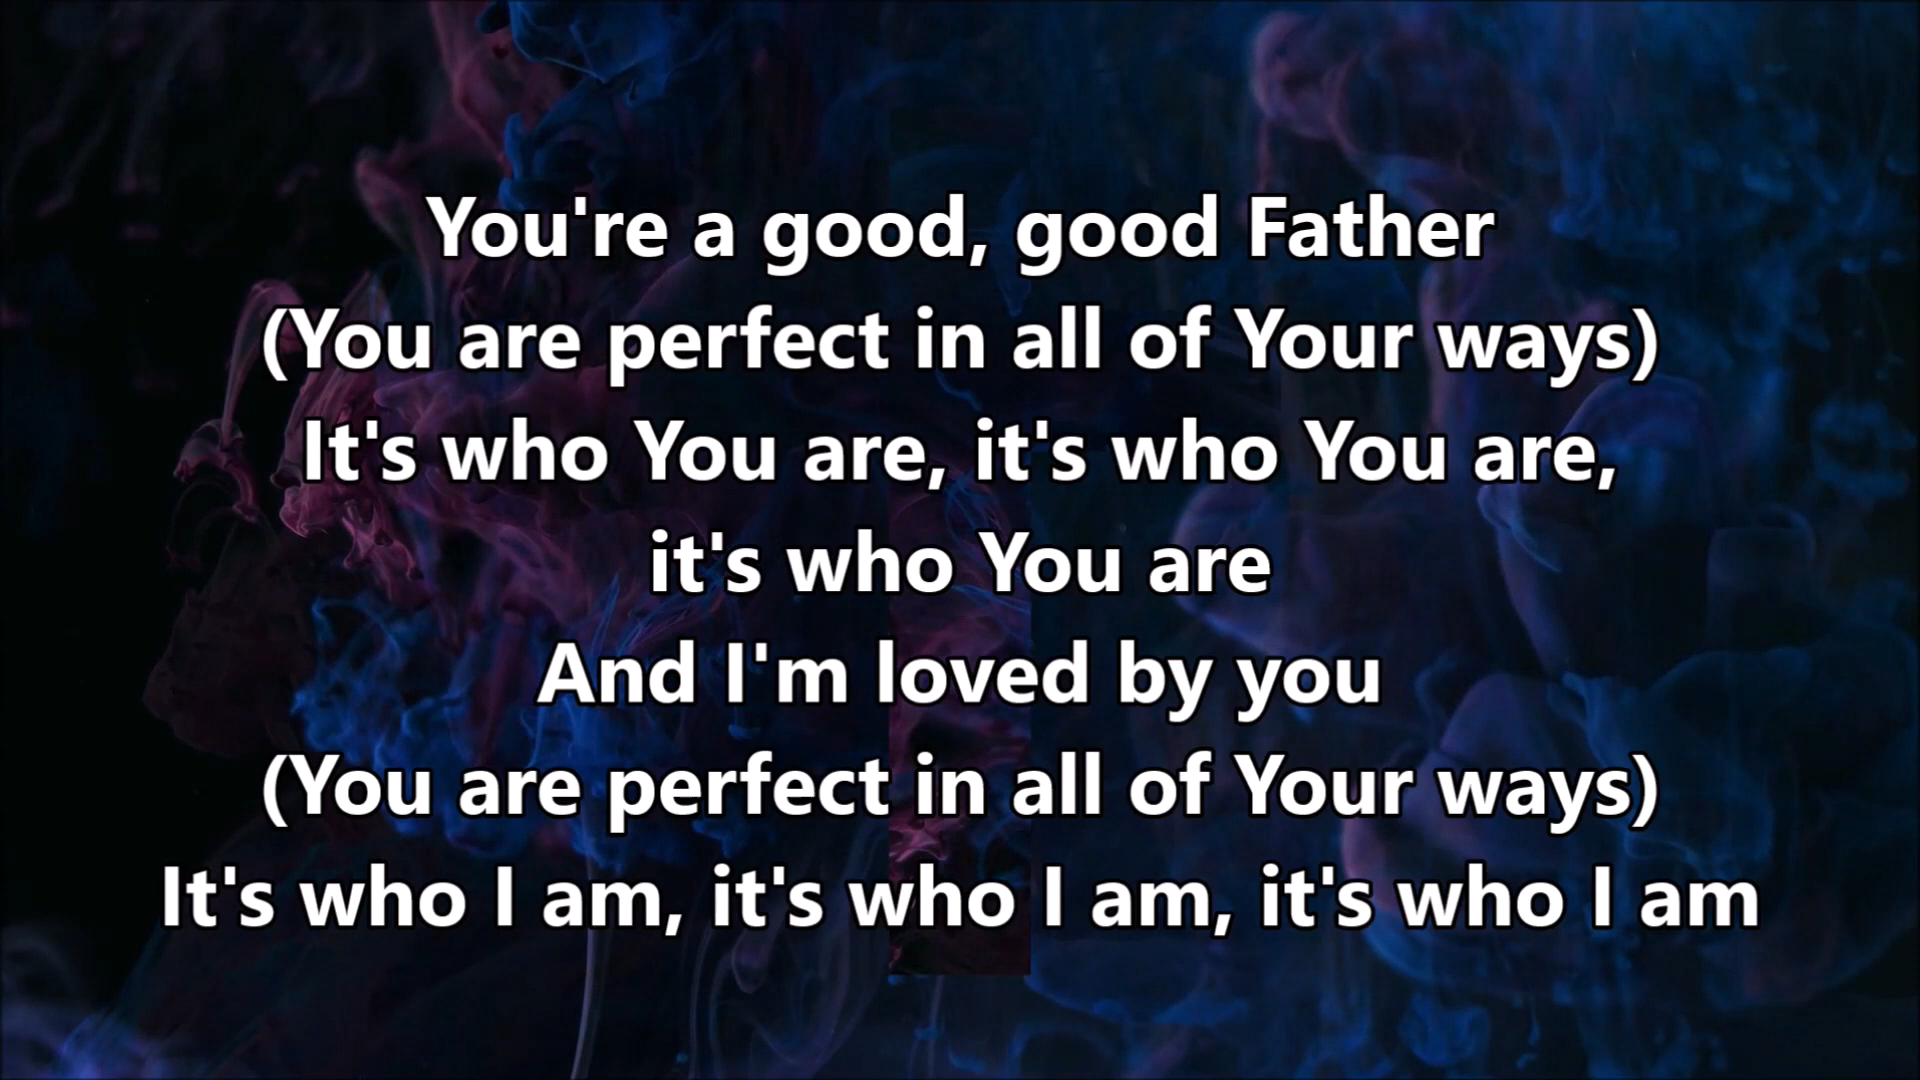 You're a good, good Father
(You are perfect in all of Your ways)
It's who You are, it's who You are,
it's who You are
And I'm loved by you
(You are perfect in all of Your ways)
It's who I am, it's who I am, it's who I am